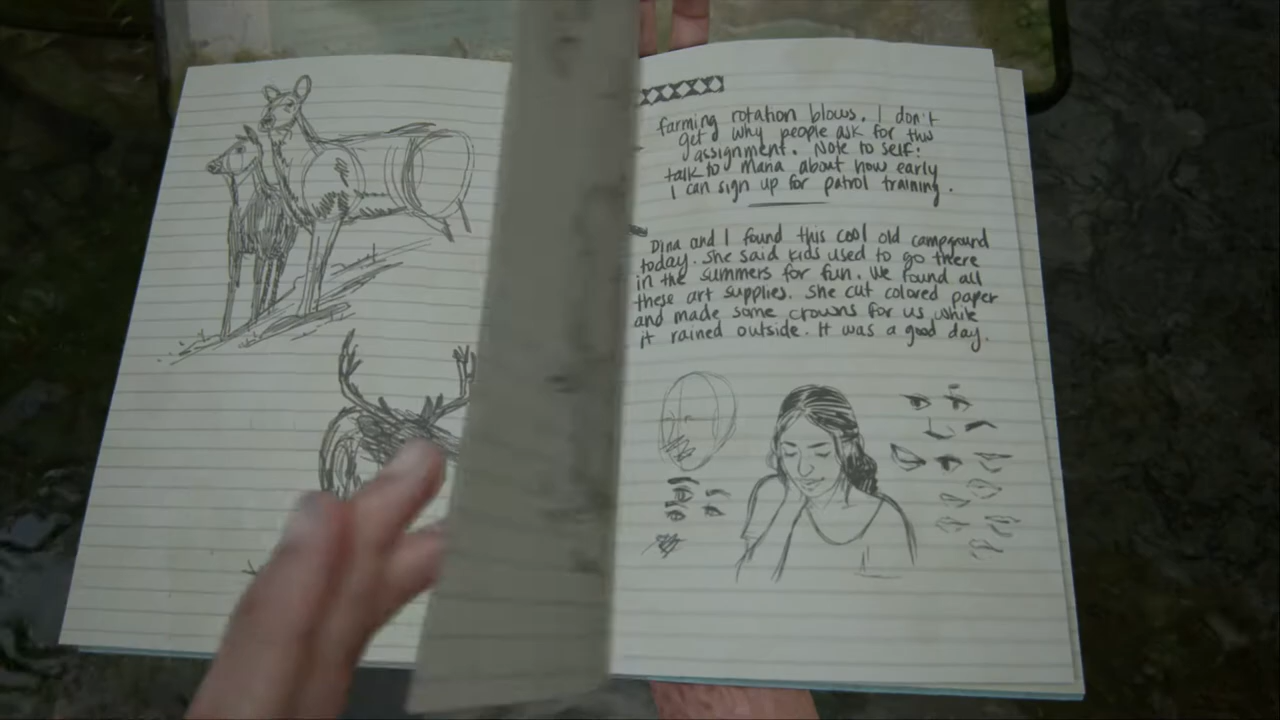 farming rotation blows. I don't
get why people ask for this
assignment. Note to self:
talk to Maria about how early
I can sign up for patrol training.
Dina and I found this cool old campground
today. She said kids used to go there
in the summers for fun. We found all
these art supplies. She cut colored paper
and made some crowns for us while
it rained outside. It was a good day.